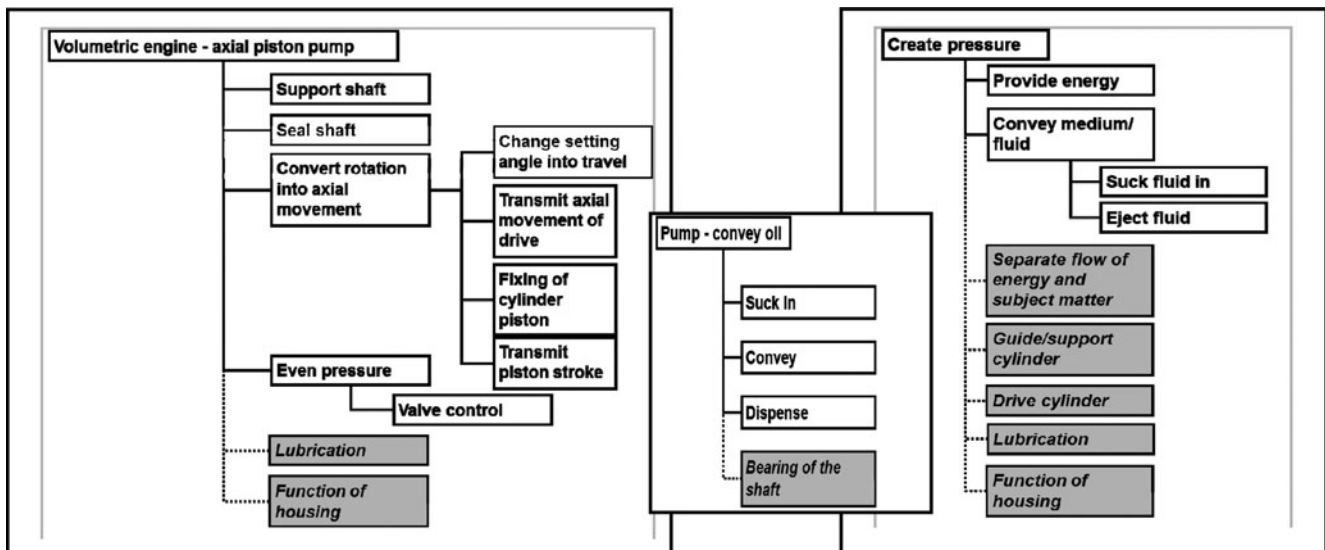 Volumetric engine - axial piston pump
Support shaft
Seal shaft
Convert rotation
into axial
movement
Change setting
angle into travel
Transmit axial
movement of
drive
Fixing of
cylinder
piston
Transmit
piston stroke
Even pressure
Valve control
Lubrication
Function of
housing
Pump - convey oil
Suck in
Convey
Dispense
Bearing of the
shaft
Create pressure
Provide energy
Convey medium/
fluid
Suck fluid in
Eject fluid
Separate flow of
energy and
subject matter
Guide/support
cylinder
Drive cylinder
Lubrication
Function of
housing